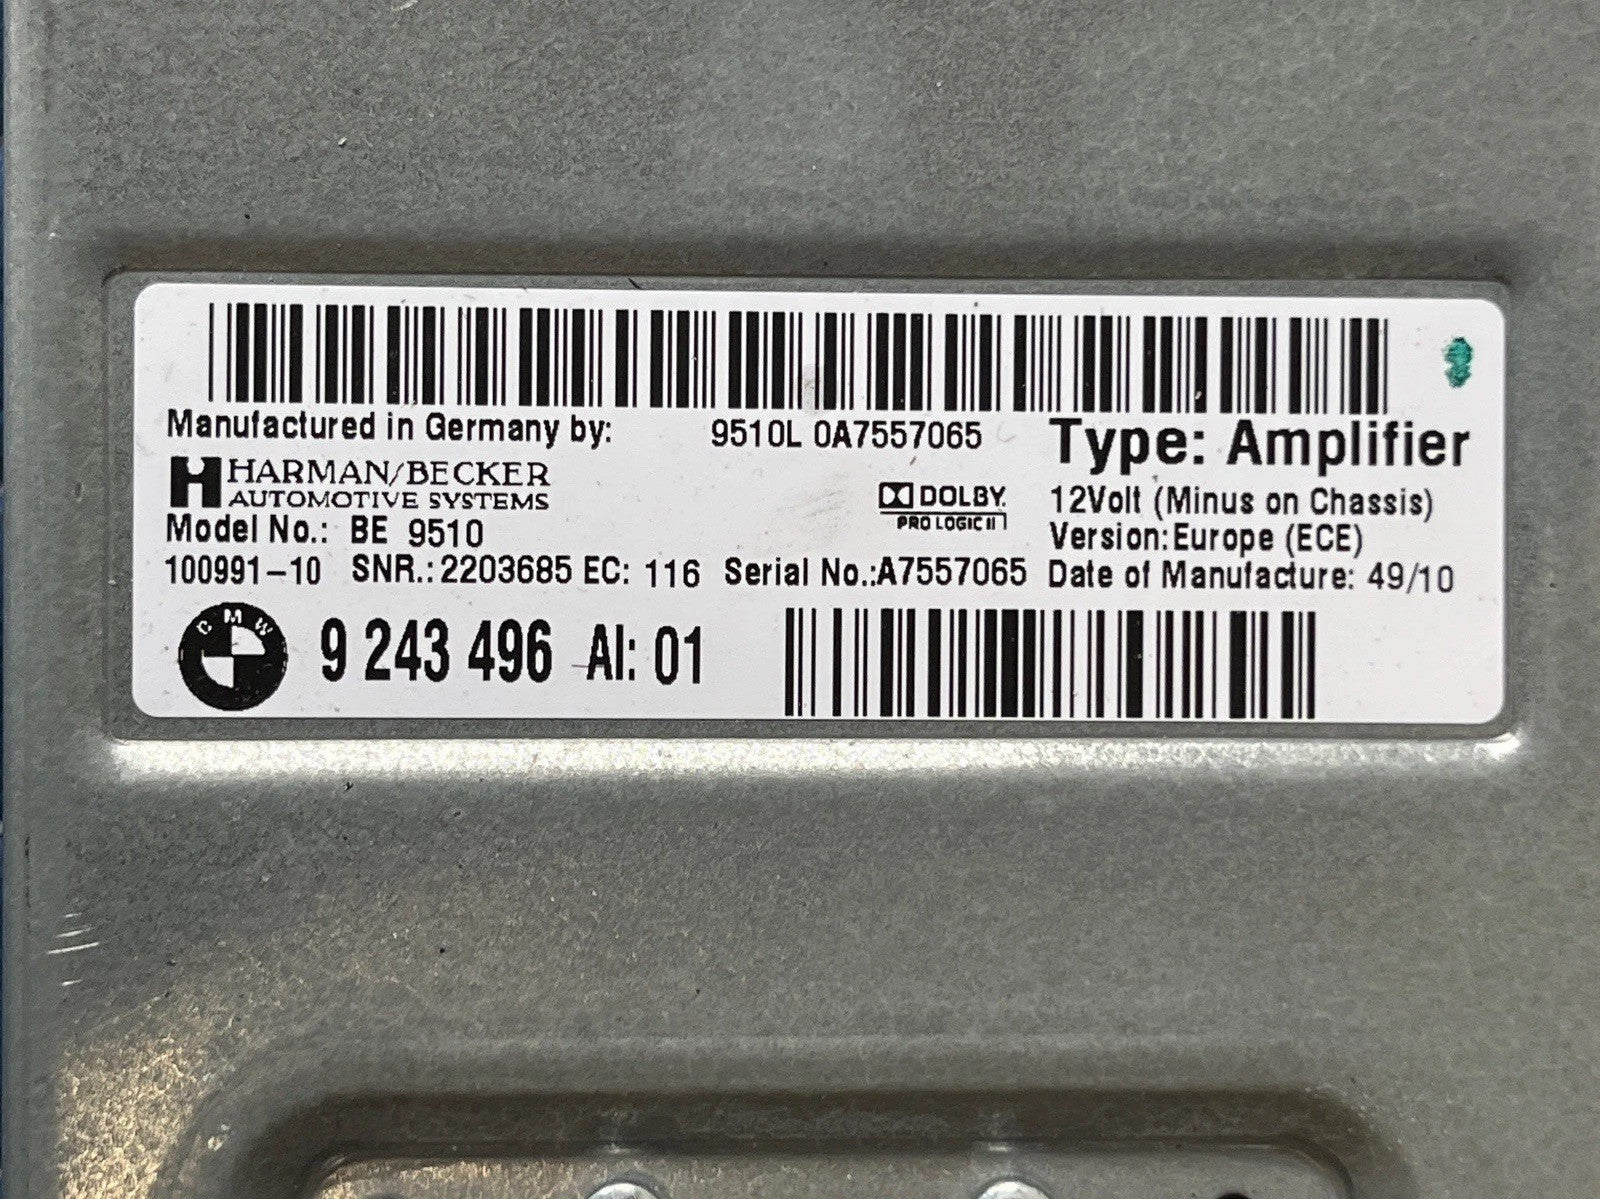 Manufactured in Germany by: 9510L 0A7557065 Type: Amplifier
HARMAN/BECKER
AUTOMOTIVE SYSTEMS
DOLBY
PRO LOGIC II
12Volt (Minus on Chassis)
Model No.: BE 9510
Version: Europe (ECE)
100991-10 SNR.: 2203685 EC: 116 Serial No.:A7557065 Date of Manufacture: 49/10
BMW
9 243 496 AI: 01